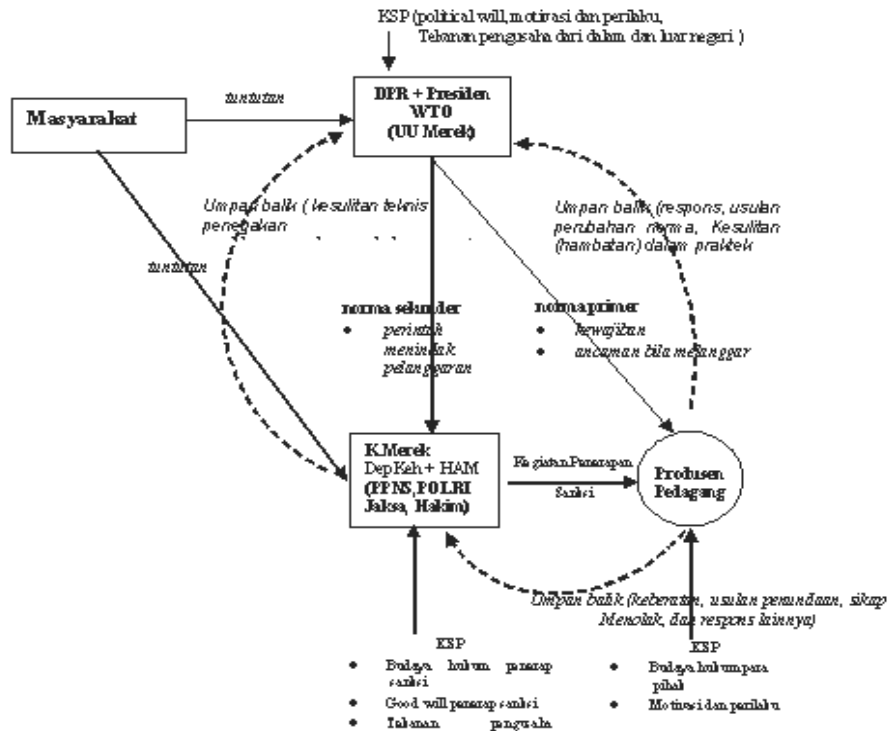 KSP (political will, motivasi dan perilaku,
Tekanan pengusaha dari dalam dan luar negeri )
DPR + Presiden
WTO
(UU Merek)
Masyarakat
tuntutan
Umpan balik ( kesulitan teknis
penegakan
Umpan balik (respons, usulan
perubahan norma, Kesulitan
(hambatan) dalam praktek
tuntutan
norma sekunder
• perintah
menindak
pelanggaran
norma primer
• kewajiban
• ancaman bila melanggar
K.Merek
DepKeh + HAM
(PPNS,POLRI
Jaksa, Hakim)
Kegiatan Penerapan
Sanksi
Produsen
Pedagang
Umpan balik (keberatan, usulan penundaan, sikap
Menolak, dan respons lainnya)
KSP
• Budaya hukum penerap
sanksi
• Good will penerap sanksi
• Tekanan pengusaha
KSP
• Budaya hukum para
pihak
• Motivasi dan perilaku